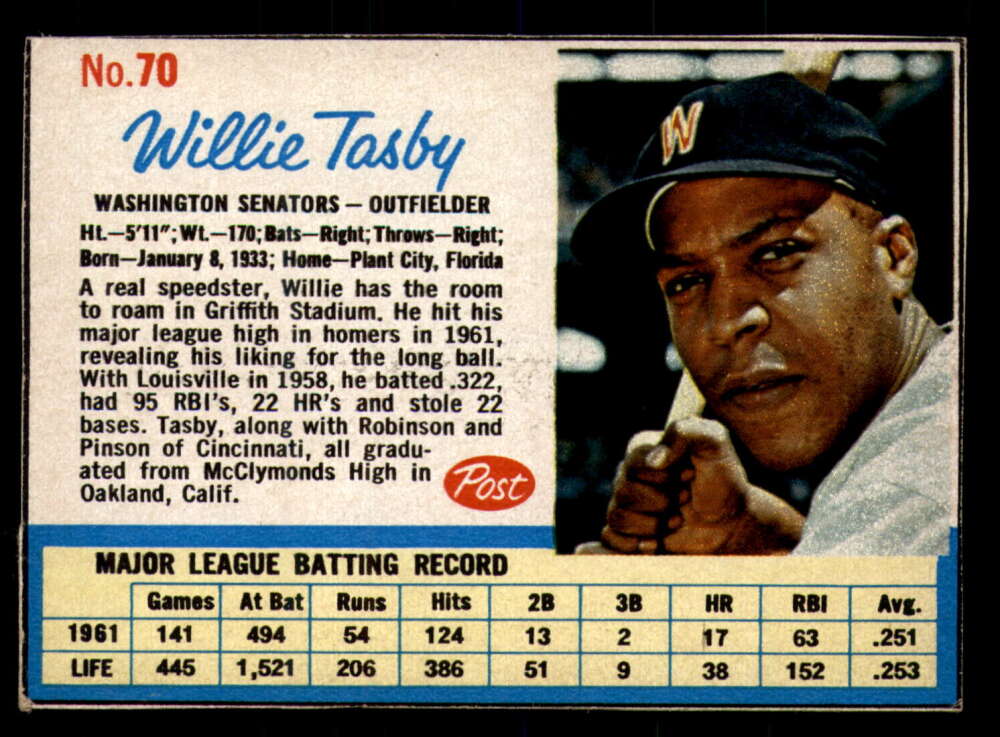 No.70
Willie Tasby
WASHINGTON SENATORS — OUTFIELDER
Ht.—5'11"; Wt.—170; Bats—Right; Throws—Right;
Born—January 8, 1933; Home—Plant City, Florida
A real speedster, Willie has the room
to roam in Griffith Stadium. He hit his
major league high in homers in 1961,
revealing his liking for the long ball.
With Louisville in 1958, he batted .322,
had 95 RBI's, 22 HR's and stole 22
bases. Tasby, along with Robinson and
Pinson of Cincinnati, all gradu-
ated from McClymonds High in
Oakland, Calif.
Post
W
MAJOR LEAGUE BATTING RECORD
Games At Bat Runs Hits 2B 3B HR RBI Avg.
1961 141 494 54 124 13 2 17 63 .251
LIFE 445 1,521 206 386 51 9 38 152 .253